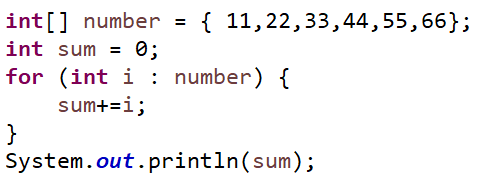 int[] number = { 11,22,33,44,55,66};
int sum = 0;
for (int i : number) {
    sum+=i;
}
System.out.println(sum);